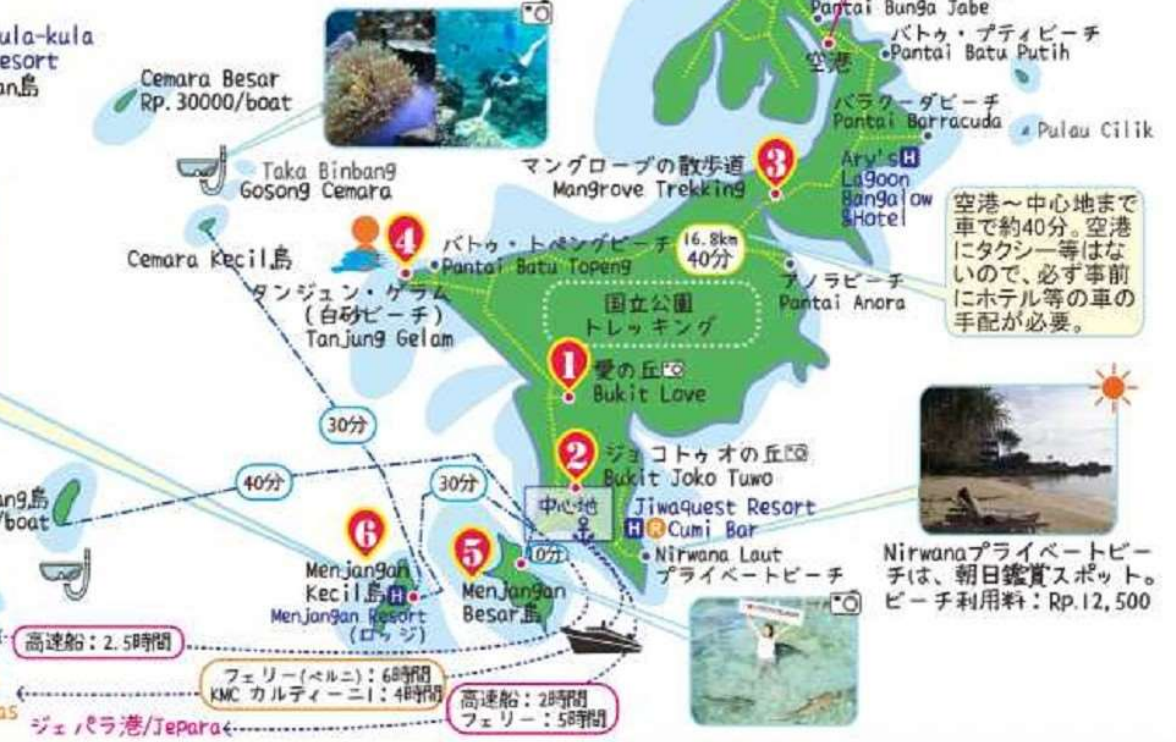 ula-kula
esort
an島
Cemara Besar
Rp.30000/boat
Taka Binbang
Gosong Cemara
Cemara Kecil島
Pantai Bunga Jabe
空港
バトゥ・プティビーチ
Pantai Batu Putih
バラクーダビーチ
Pantai Barracuda
Pulau Cilik
マングローブの散歩道
Mangrove Trekking
3
Ary's H
Lagoon
Bangalow
&Hotel
空港～中心地まで
車で約40分。空港
にタクシー等はな
いので、必ず事前
にホテル等の車の
手配が必要。
16.8km
40分
4
バトゥ・トペングビーチ
Pantai Batu Topeng
タンジュン・ゲラム
(白砂ビーチ)
Tanjung Gelam
アノラビーチ
Pantai Anora
国立公園
トレッキング
1
愛の丘
Bukit Love
2
ジョコトゥオの丘
Bukit Joko Tuwo
中心地
Jiwaquest Resort
H R Cumi Bar
Nirwana Laut
プライベートビーチ
Nirwanaプライベートビー
チは、朝日鑑賞スポット。
ビーチ利用料：Rp.12,500
30分
40分
30分
ang島
/boat
6
Menjangan
Kecil島 H
Menjangan Resort
(ロッジ)
5
Menjangan
Besar島
高速船：2.5時間
フェリー(ペルニ)：6時間
KMC カルティーニ1：4時間
高速船：2時間
フェリー：5時間
as
ジェパラ港/Jepara